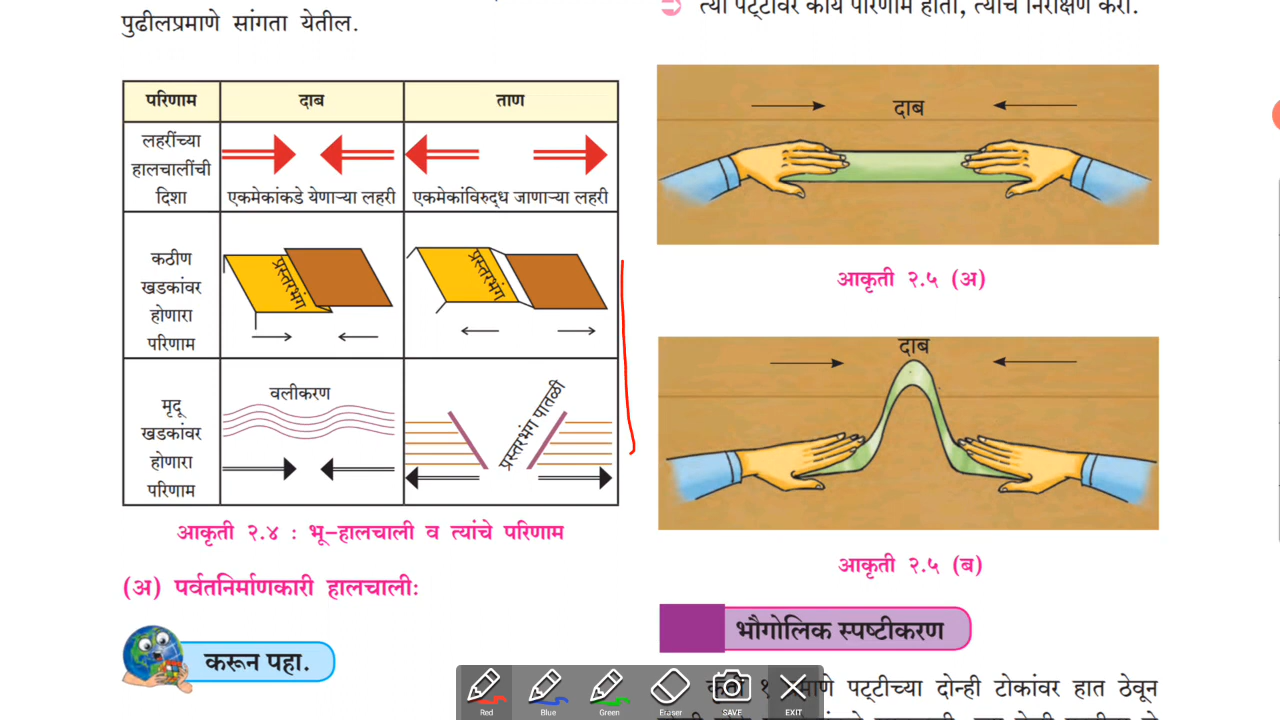 पुढीलप्रमाणे सांगता येतील.
परिणाम
दाब
ताण
लहरींच्या
हालचालींची
दिशा
एकमेकांकडे येणाऱ्या लहरी
एकमेकांविरुद्ध जाणाऱ्या लहरी
कठीण
खडकांवर
होणारा
परिणाम
प्रस्तरभंग
प्रस्तरभंग
मृदू
खडकांवर
होणारा
परिणाम
वलीकरण
प्रस्तरभंग पातळी
आकृती २.४ : भू-हालचाली व त्यांचे परिणाम
(अ) पर्वतनिर्माणकारी हालचाली:
करून पहा.
त्या पट्टीवर काय परिणाम होतो, त्याचे निरीक्षण करा.
दाब
आकृती २.५ (अ)
दाब
आकृती २.५ (ब)
भौगोलिक स्पष्टीकरण
पट्टीच्या दोन्ही टोकांवर हात ठेवून
Red
Blue
Green
Eraser
SAVE
EXIT